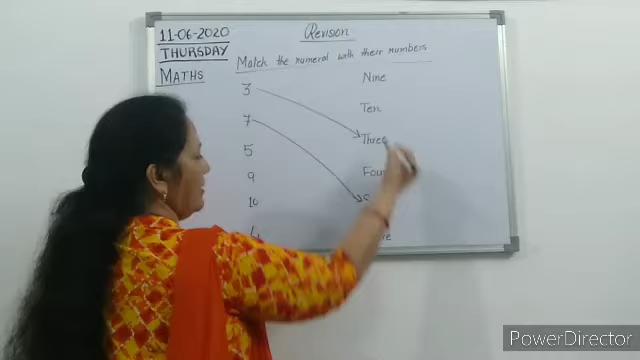 11-06-2020 Revision
THURSDAY
MATHS
Match the numeral with their numbers
3 Nine
7 Ten
5 Three
9
10
4
PowerDirector